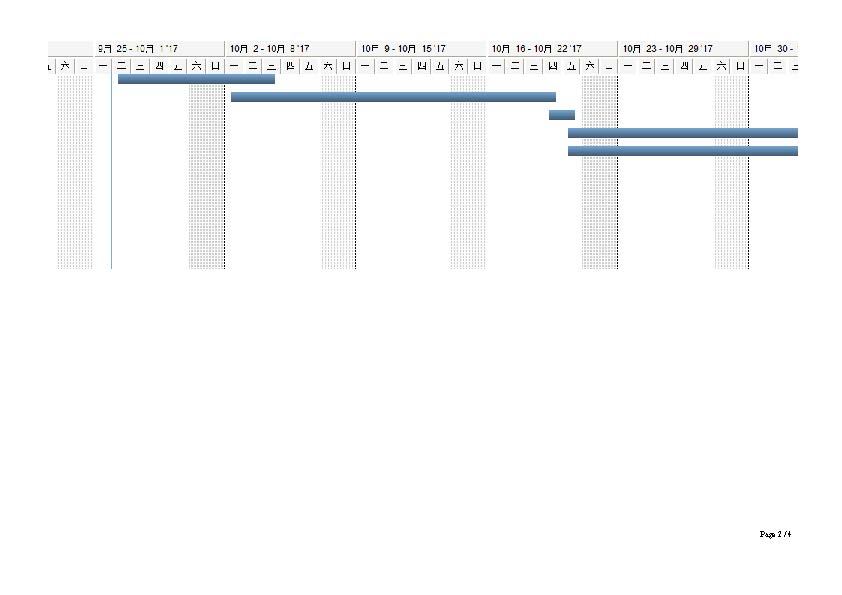 9月 25 - 10月 1 '17 10月 2 - 10月 8 '17 10月 9 - 10月 15 '17 10月 16 - 10月 22 '17 10月 23 - 10月 29 '17 10月 30 -
六 日 一 二 三 四 五 六 日 一 二 三 四 五 六 日 一 二 三 四 五 六 日 一 二 三 四 五 六 日 一 二 三 四 五 六 日 一 二
Page 2 /4